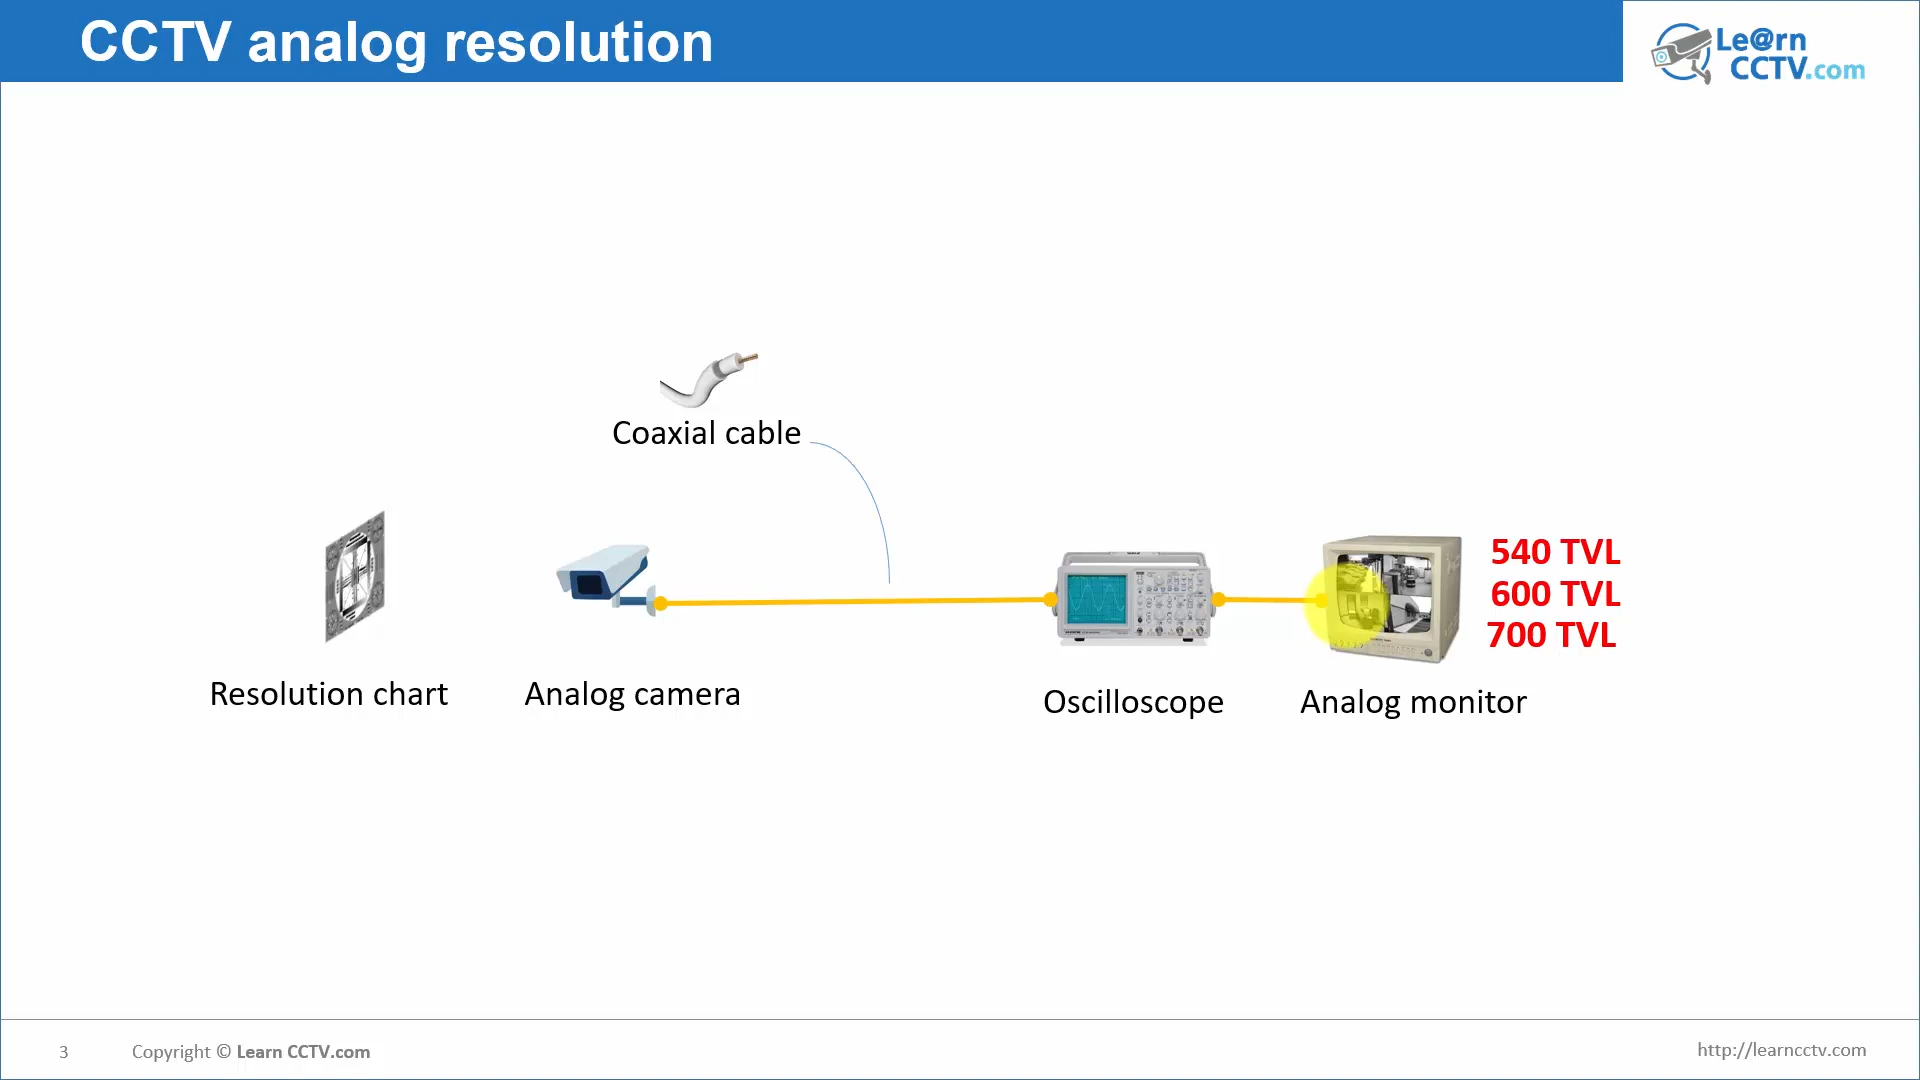 CCTV analog resolution
Le@rn
CCTV.com
Coaxial cable
540 TVL
600 TVL
700 TVL
Resolution chart
Analog camera
Oscilloscope
Analog monitor
3
Copyright © Learn CCTV.com
http://learncctv.com